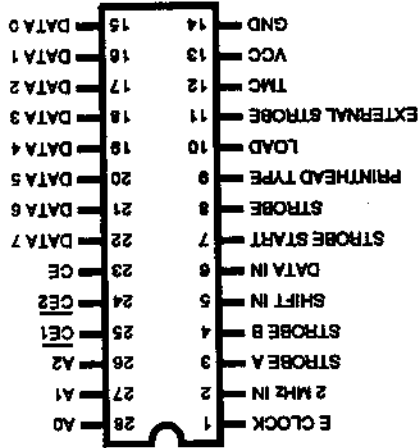 E CLOCK 1 28 A0
2 MHz IN 2 27 A1
STROBE A 3 26 A2
STROBE B 4 25 C̅E̅1̅
SHIFT IN 5 24 C̅E̅2̅
DATA IN 6 23 CE
STROBE START 7 22 DATA 7
STROBE 8 21 DATA 6
PRINTHEAD TYPE 9 20 DATA 5
LOAD 10 19 DATA 4
EXTERNAL STROBE 11 18 DATA 3
TMC 12 17 DATA 2
VCC 13 16 DATA 1
GND 14 15 DATA 0